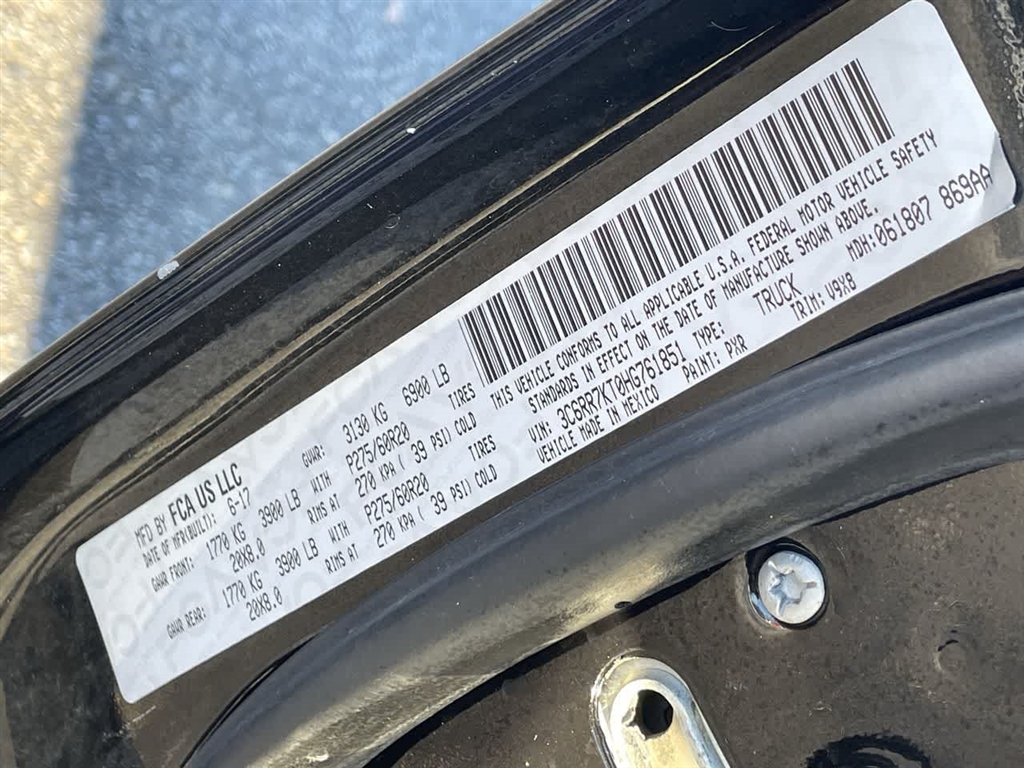 MFD BY FCA US LLC
DATE OF MFR(BUILT): 6-17 GVWR: 3130 KG 6900 LB
GAWR FRONT: 1770 KG 3900 LB WITH P275/60R20 TIRES
20X8.0 RIMS AT 270 KPA ( 39 PSI) COLD
GAWR REAR: 1770 KG 3900 LB WITH P275/60R20 TIRES
20X8.0 RIMS AT 270 KPA ( 39 PSI) COLD
THIS VEHICLE CONFORMS TO ALL APPLICABLE U.S.A. FEDERAL MOTOR VEHICLE SAFETY
STANDARDS IN EFFECT ON THE DATE OF MANUFACTURE SHOWN ABOVE.
VIN: 3C6RR7KT0HG761851 TYPE: TRUCK MDH: 061807 869AA
VEHICLE MADE IN MEXICO PAINT: PXR TRIM: V9X8